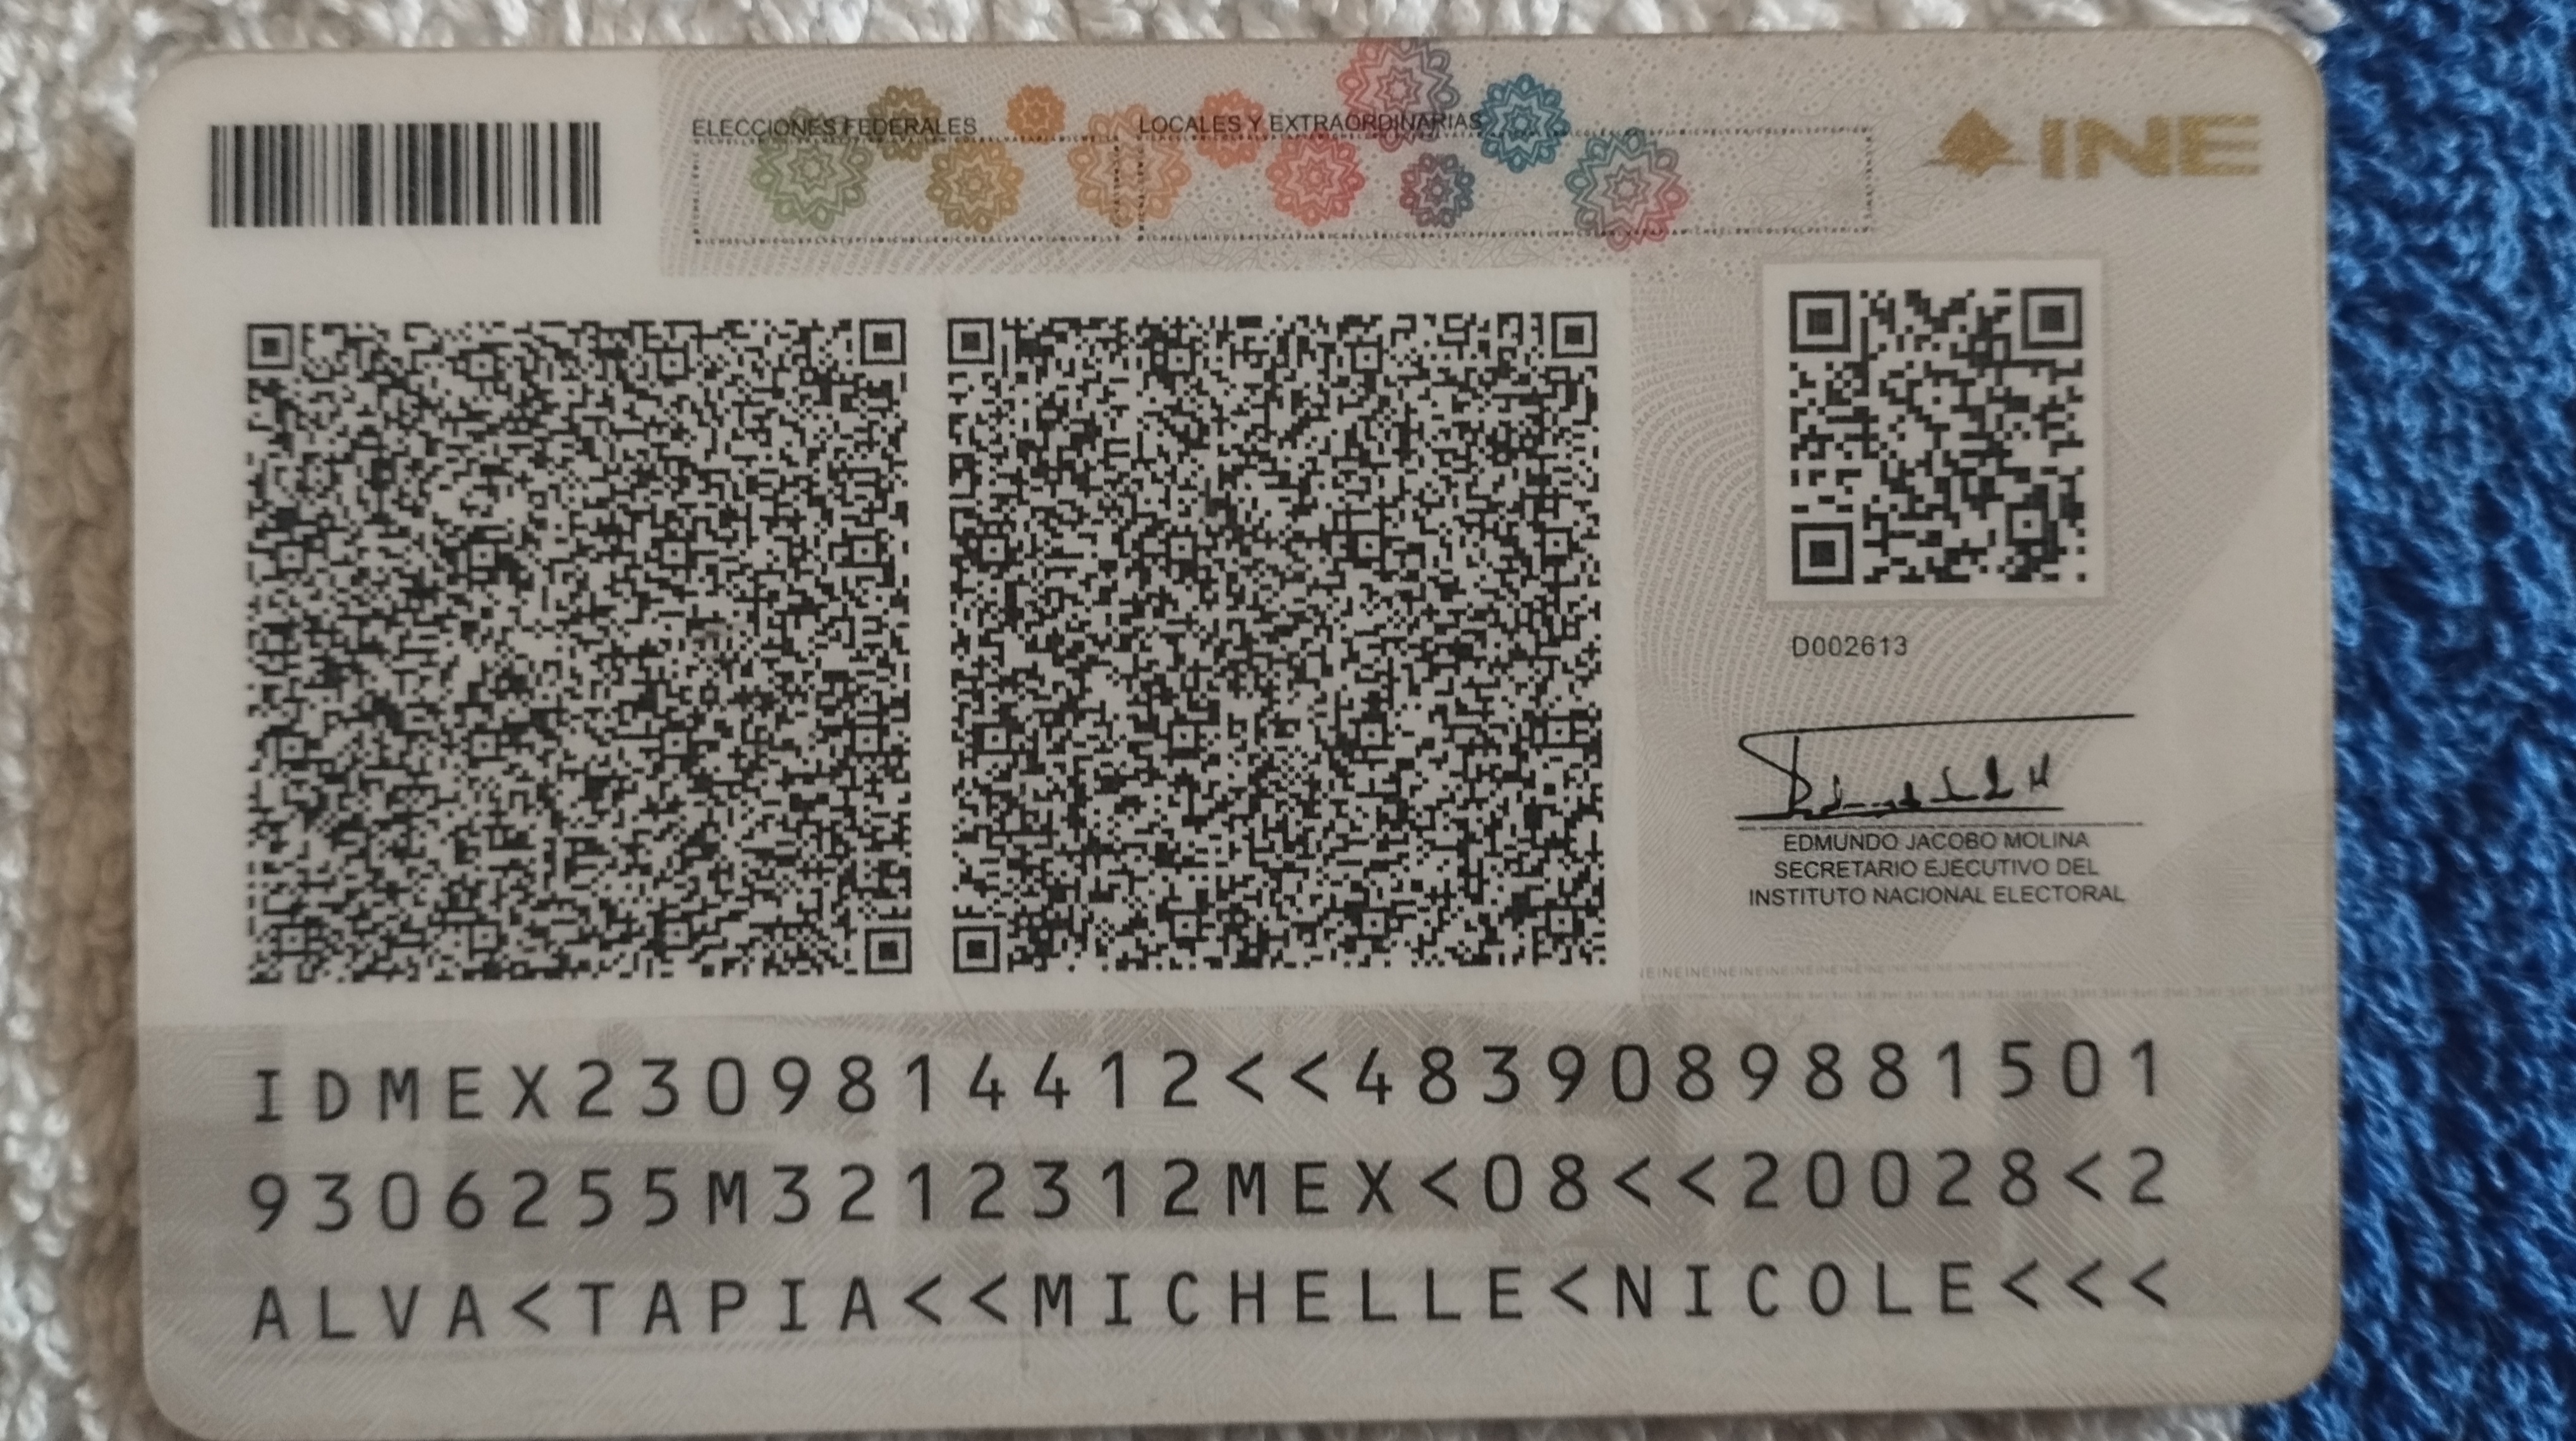 ELECCIONES FEDERALES LOCALES Y EXTRAORDINARIAS
INE
D002613
EDMUNDO JACOBO MOLINA
SECRETARIO EJECUTIVO DEL
INSTITUTO NACIONAL ELECTORAL
IDMEX2309814412<<4839089881501
9306255M3212312MEX<08<<20028<2
ALVA<TAPIA<<MICHELLE<NICOLE<<<